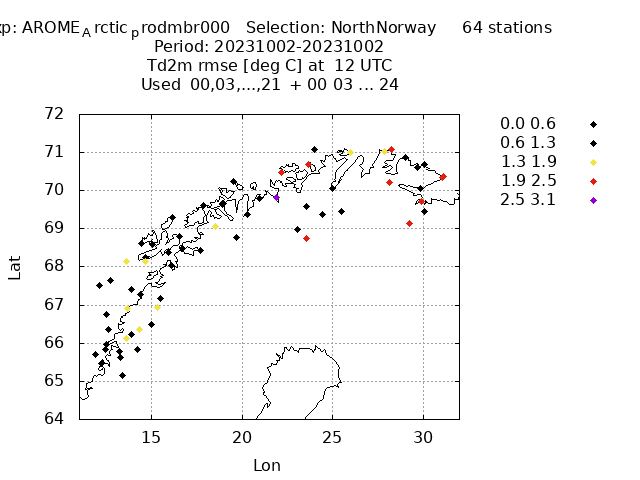 xp: AROME_Arctic_prodmbr000 Selection: NorthNorway 64 stations
Period: 20231002-20231002
Td2m rmse [deg C] at 12 UTC
Used 00,03,...,21 + 00 03 ... 24
72
71
70
69
68
67
66
65
64
Lat
15 20 25 30
Lon
0.0 0.6
0.6 1.3
1.3 1.9
1.9 2.5
2.5 3.1